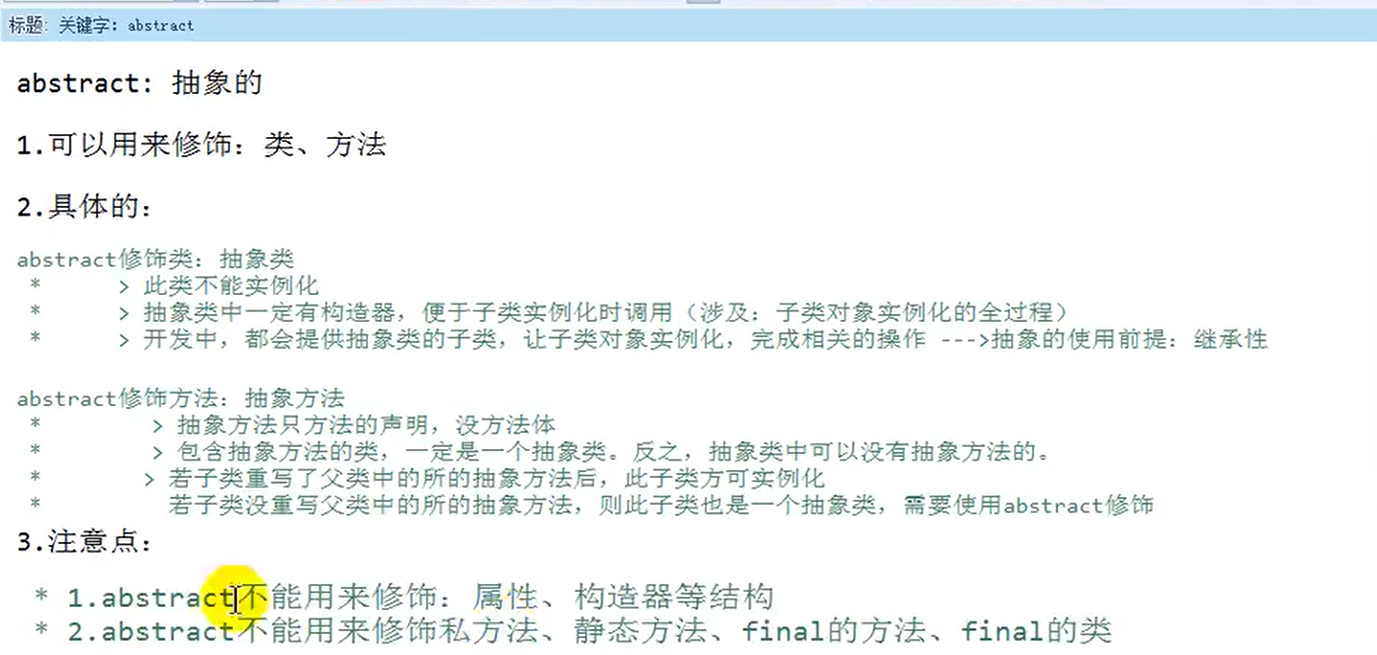 标题: 关键字: abstract
abstract: 抽象的
1.可以用来修饰: 类、方法
2.具体的:
abstract修饰类: 抽象类
* > 此类不能实例化
* > 抽象类中一定有构造器, 便于子类实例化时调用(涉及: 子类对象实例化的全过程)
* > 开发中, 都会提供抽象类的子类, 让子类对象实例化, 完成相关的操作 --->抽象的使用前提: 继承性
abstract修饰方法: 抽象方法
* > 抽象方法只方法的声明, 没方法体
* > 包含抽象方法的类, 一定是一个抽象类。反之, 抽象类中可以没有抽象方法的。
* > 若子类重写了父类中的所的抽象方法后, 此子类方可实例化
* 若子类没重写父类中的所的抽象方法, 则此子类也是一个抽象类, 需要使用abstract修饰
3.注意点:
* 1.abstract不能用来修饰: 属性、构造器等结构
* 2.abstract不能用来修饰私方法、静态方法、final的方法、final的类